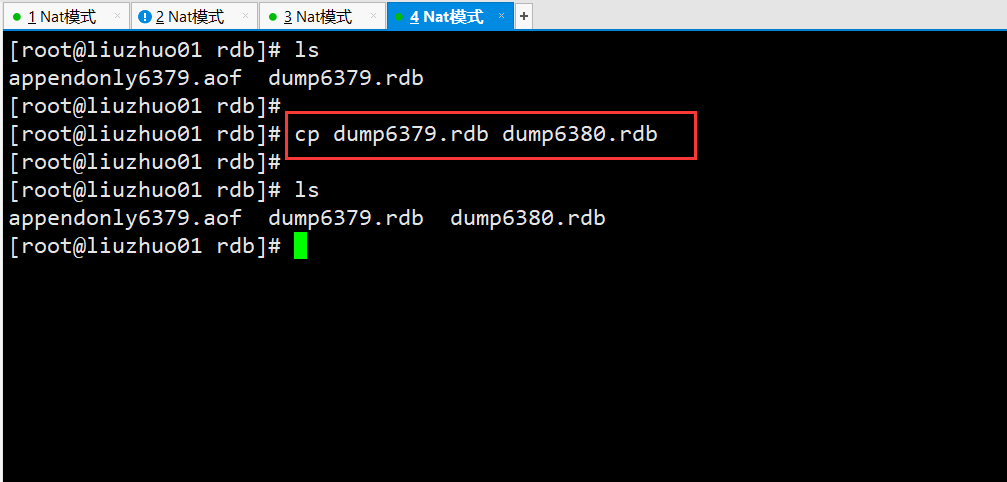 1 Nat模式 × 2 Nat模式 × 3 Nat模式 × 4 Nat模式 × +
[root@liuzhuo01 rdb]# ls
appendonly6379.aof  dump6379.rdb
[root@liuzhuo01 rdb]#
[root@liuzhuo01 rdb]# cp dump6379.rdb dump6380.rdb
[root@liuzhuo01 rdb]#
[root@liuzhuo01 rdb]# ls
appendonly6379.aof  dump6379.rdb  dump6380.rdb
[root@liuzhuo01 rdb]#